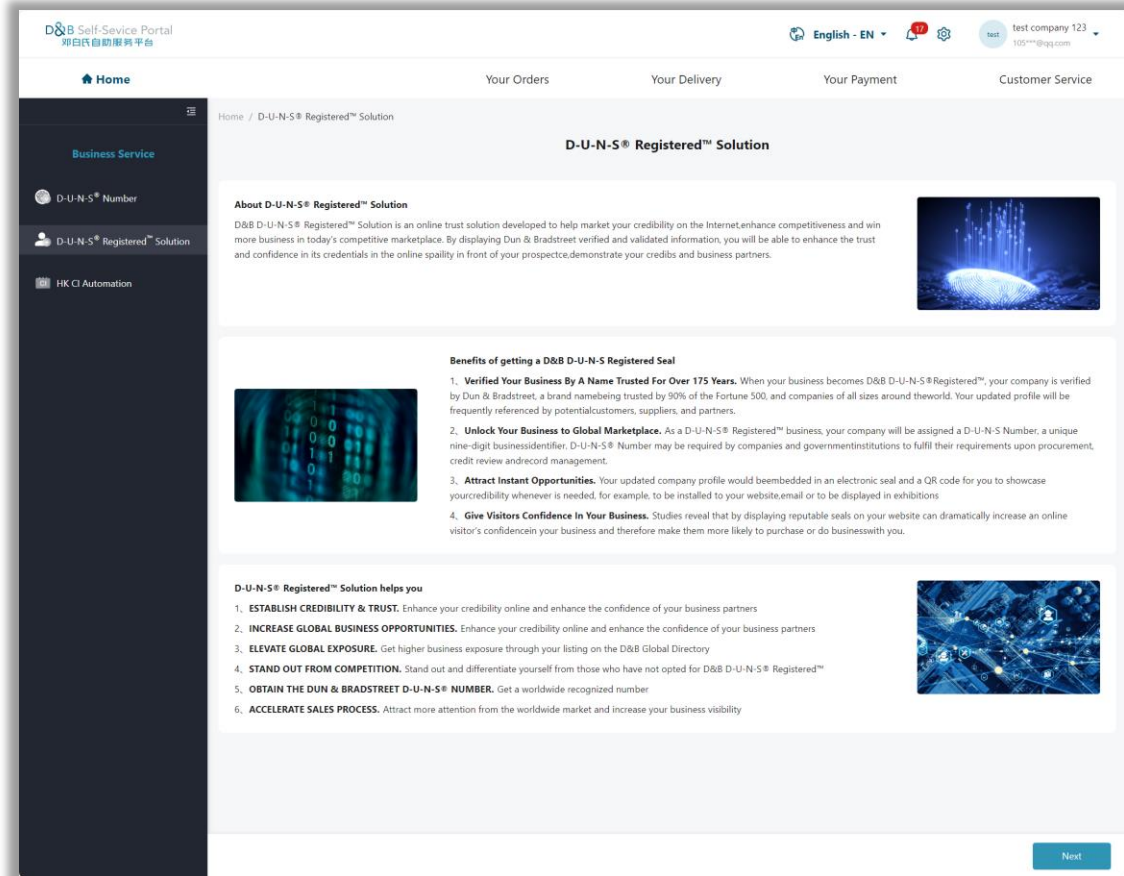 D&B Self-Sevice Portal
邓白氏自助服务平台
English - EN
17
test
test company 123
105***@qq.com
Home
Your Orders
Your Delivery
Your Payment
Customer Service
Business Service
D-U-N-S® Number
D-U-N-S® Registered™ Solution
HK CI Automation
Home / D-U-N-S® Registered™ Solution
D-U-N-S® Registered™ Solution
About D-U-N-S® Registered™ Solution
D&B D-U-N-S® Registered™ Solution is an online trust solution developed to help market your credibility on the Internet,enhance competitiveness and win
more business in today's competitive marketplace. By displaying Dun & Bradstreet verified and validated information, you will be able to enhance the trust
and confidence in its credentials in the online spaility in front of your prospectce,demonstrate your credibs and business partners.
Benefits of getting a D&B D-U-N-S Registered Seal
1、Verified Your Business By A Name Trusted For Over 175 Years. When your business becomes D&B D-U-N-S®Registered™, your company is verified
by Dun & Bradstreet, a brand namebeing trusted by 90% of the Fortune 500, and companies of all sizes around theworld. Your updated profile will be
frequently referenced by potentialcustomers, suppliers, and partners.
2、Unlock Your Business to Global Marketplace. As a D-U-N-S® Registered™ business, your company will be assigned a D-U-N-S Number, a unique
nine-digit businessidentifier. D-U-N-S® Number may be required by companies and governmentinstitutions to fulfil their requirements upon procurement,
credit review andrecord management.
3、Attract Instant Opportunities. Your updated company profile would beembedded in an electronic seal and a QR code for you to showcase
yourcredibility whenever is needed, for example, to be installed to your website,email or to be displayed in exhibitions
4、Give Visitors Confidence In Your Business. Studies reveal that by displaying reputable seals on your website can dramatically increase an online
visitor's confidencein your business and therefore make them more likely to purchase or do businesswith you.
D-U-N-S® Registered™ Solution helps you
1、ESTABLISH CREDIBILITY & TRUST. Enhance your credibility online and enhance the confidence of your business partners
2、INCREASE GLOBAL BUSINESS OPPORTUNITIES. Enhance your credibility online and enhance the confidence of your business partners
3、ELEVATE GLOBAL EXPOSURE. Get higher business exposure through your listing on the D&B Global Directory
4、STAND OUT FROM COMPETITION. Stand out and differentiate yourself from those who have not opted for D&B D-U-N-S® Registered™
5、OBTAIN THE DUN & BRADSTREET D-U-N-S® NUMBER. Get a worldwide recognized number
6、ACCELERATE SALES PROCESS. Attract more attention from the worldwide market and increase your business visibility
Next